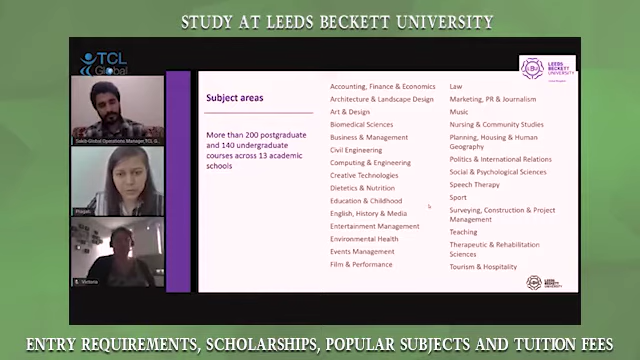 STUDY AT LEEDS BECKETT UNIVERSITY
TCL
Global
LEEDS
BECKETT
UNIVERSITY
Subject areas
More than 200 postgraduate
and 140 undergraduate
courses across 13 academic
schools
Accounting, Finance & Economics
Architecture & Landscape Design
Art & Design
Biomedical Sciences
Business & Management
Civil Engineering
Computing & Engineering
Creative Technologies
Dietetics & Nutrition
Education & Childhood
English, History & Media
Entertainment Management
Environmental Health
Events Management
Film & Performance
Law
Marketing, PR & Journalism
Music
Nursing & Community Studies
Planning, Housing & Human
Geography
Politics & International Relations
Social & Psychological Sciences
Speech Therapy
Sport
Surveying, Construction & Project
Management
Teaching
Therapeutic & Rehabilitation
Sciences
Tourism & Hospitality
Global Operations Manager,TCL G...
Victoria
LEEDS
BECKETT
UNIVERSITY
ENTRY REQUIREMENTS, SCHOLARSHIPS, POPULAR SUBJECTS AND TUITION FEES